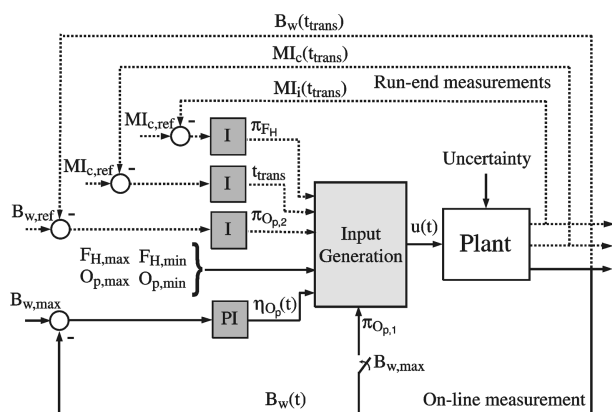 B_w(t_trans)
MI_c(t_trans)
MI_i(t_trans)
Run-end measurements
MI_c,ref
-
I
π_F_H
MI_c,ref
-
I
t_trans
Uncertainty
B_w,ref
-
I
π_O_p,2
Input
Generation
u(t)
Plant
F_H,max F_H,min
O_p,max O_p,min
}
B_w,max
-
PI
η_O_p(t)
π_O_p,1
B_w,max
B_w(t)
On-line measurement